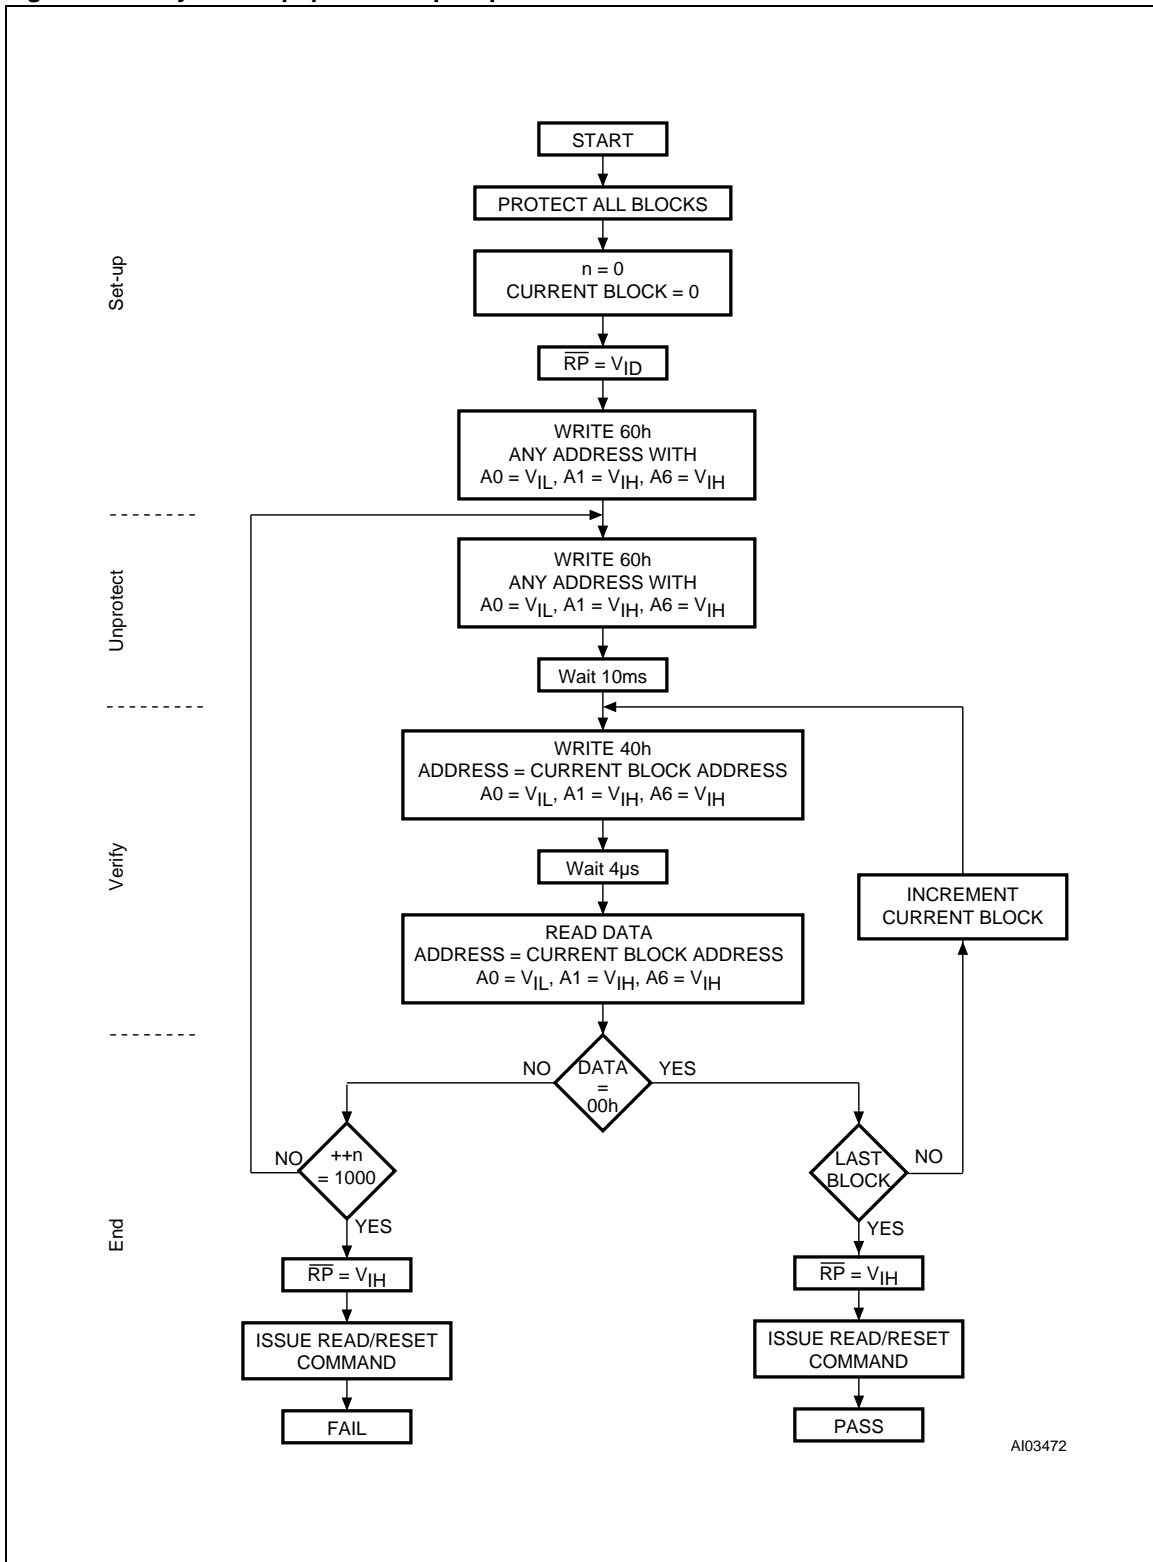 START
PROTECT ALL BLOCKS
n = 0
CURRENT BLOCK = 0
Set-up
RP = VID
WRITE 60h
ANY ADDRESS WITH
A0 = VIL, A1 = VIH, A6 = VIH
Unprotect
WRITE 60h
ANY ADDRESS WITH
A0 = VIL, A1 = VIH, A6 = VIH
Wait 10ms
Verify
WRITE 40h
ADDRESS = CURRENT BLOCK ADDRESS
A0 = VIL, A1 = VIH, A6 = VIH
Wait 4µs
INCREMENT
CURRENT BLOCK
READ DATA
ADDRESS = CURRENT BLOCK ADDRESS
A0 = VIL, A1 = VIH, A6 = VIH
End
NO
DATA
=
00h
YES
NO
++n
= 1000
YES
LAST
BLOCK
NO
YES
RP = VIH
RP = VIH
ISSUE READ/RESET
COMMAND
ISSUE READ/RESET
COMMAND
FAIL
PASS
AI03472